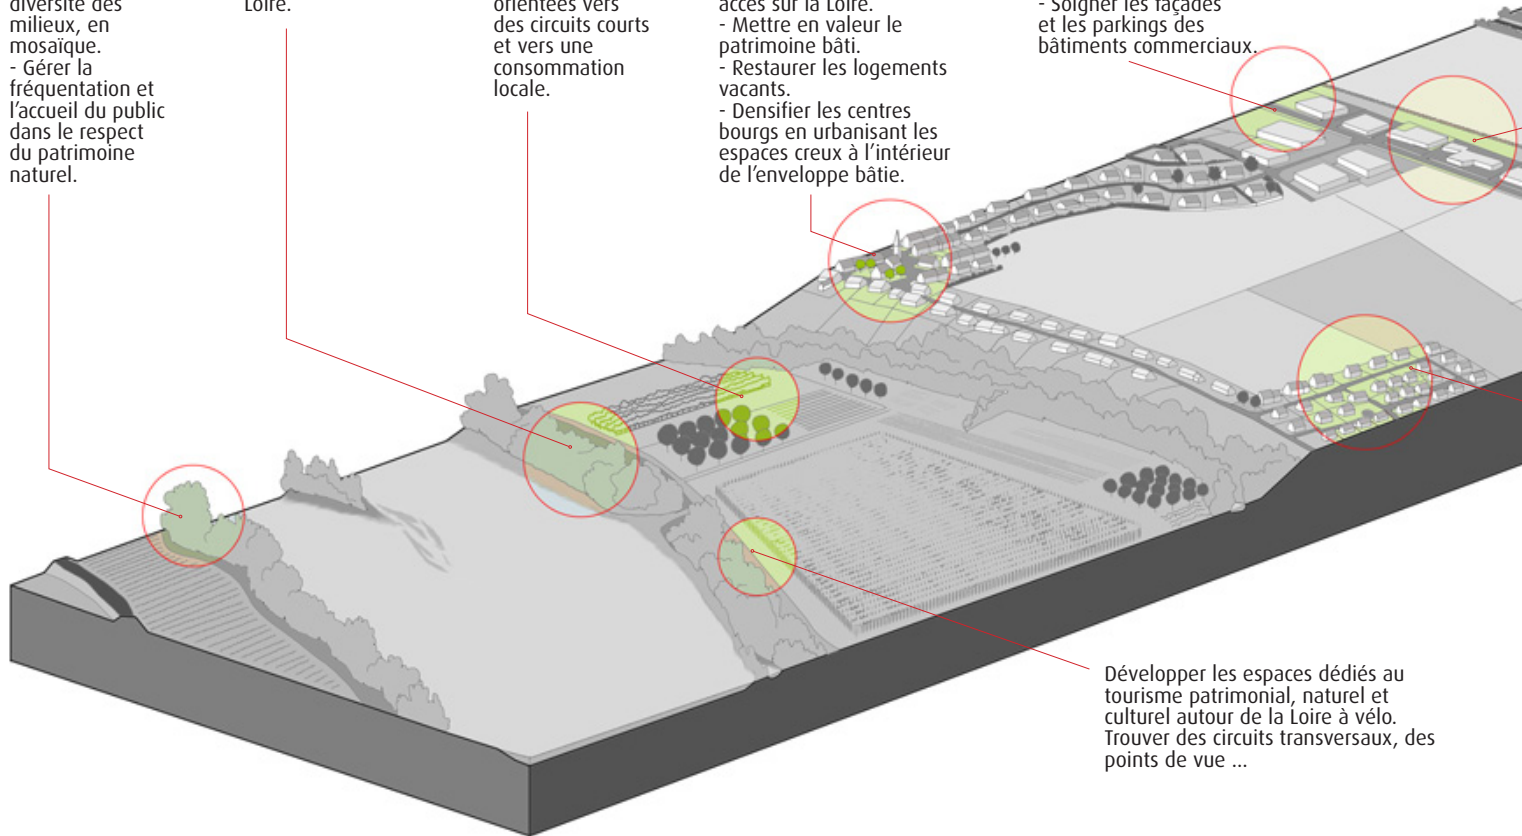 diversité des
milieux, en
mosaïque.
- Gérer la
fréquentation et
l’accueil du public
dans le respect
du patrimoine
naturel.
Loire.
orientées vers
des circuits courts
et vers une
consommation
locale.
accès sur la Loire.
- Mettre en valeur le
patrimoine bâti.
- Restaurer les logements
vacants.
- Densifier les centres
bourgs en urbanisant les
espaces creux à l’intérieur
de l’enveloppe bâtie.
- Soigner les façades
et les parkings des
bâtiments commerciaux.
Développer les espaces dédiés au
tourisme patrimonial, naturel et
culturel autour de la Loire à vélo.
Trouver des circuits transversaux, des
points de vue ...